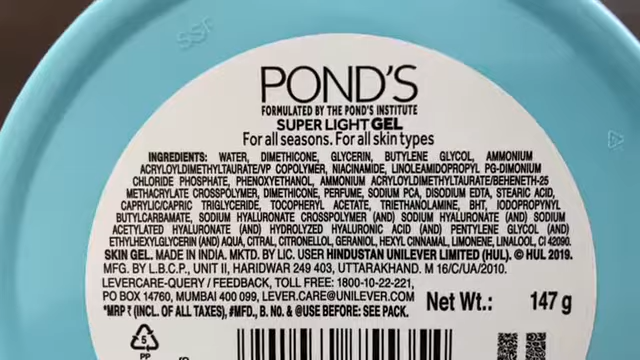 SSF
POND'S
FORMULATED BY THE POND'S INSTITUTE
SUPER LIGHT GEL
For all seasons. For all skin types
INGREDIENTS: WATER, DIMETHICONE, GLYCERIN, BUTYLENE GLYCOL, AMMONIUM
ACRYLOYLDIMETHYLTAURATE/VP COPOLYMER, NIACINAMIDE, LINOLEAMIDOPROPYL PG-DIMONIUM
CHLORIDE PHOSPHATE, PHENOXYETHANOL, AMMONIUM ACRYLOYLDIMETHYLTAURATE/BEHENETH-25
METHACRYLATE CROSSPOLYMER, DIMETHICONE, PERFUME, SODIUM PCA, DISODIUM EDTA, STEARIC ACID,
CAPRYLIC/CAPRIC TRIGLYCERIDE, TOCOPHERYL ACETATE, TRIETHANOLAMINE, BHT, IODOPROPYNYL
BUTYLCARBAMATE, SODIUM HYALURONATE CROSSPOLYMER (AND) SODIUM HYALURONATE (AND) SODIUM
ACETYLATED HYALURONATE (AND) HYDROLYZED HYALURONIC ACID (AND) PENTYLENE GLYCOL (AND)
ETHYLHEXYLGLYCERIN (AND) AQUA, CITRAL, CITRONELLOL, GERANIOL, HEXYL CINNAMAL, LIMONENE, LINALOOL, CI 42090.
SKIN GEL. MADE IN INDIA. MKTD. BY LIC. USER HINDUSTAN UNILEVER LIMITED (HUL). © HUL 2019.
MFG. BY L.B.C.P., UNIT II, HARIDWAR 249 403, UTTARAKHAND. M 16/C/UA/2010.
LEVERCARE-QUERY / FEEDBACK, TOLL FREE: 1800-10-22-221,
PO BOX 14760, MUMBAI 400 099, LEVER.CARE@UNILEVER.COM
Net Wt.: 147 g
*MRP ₹ (INCL. OF ALL TAXES), #MFD., B. No. & @USE BEFORE: SEE PACK.
5
PP